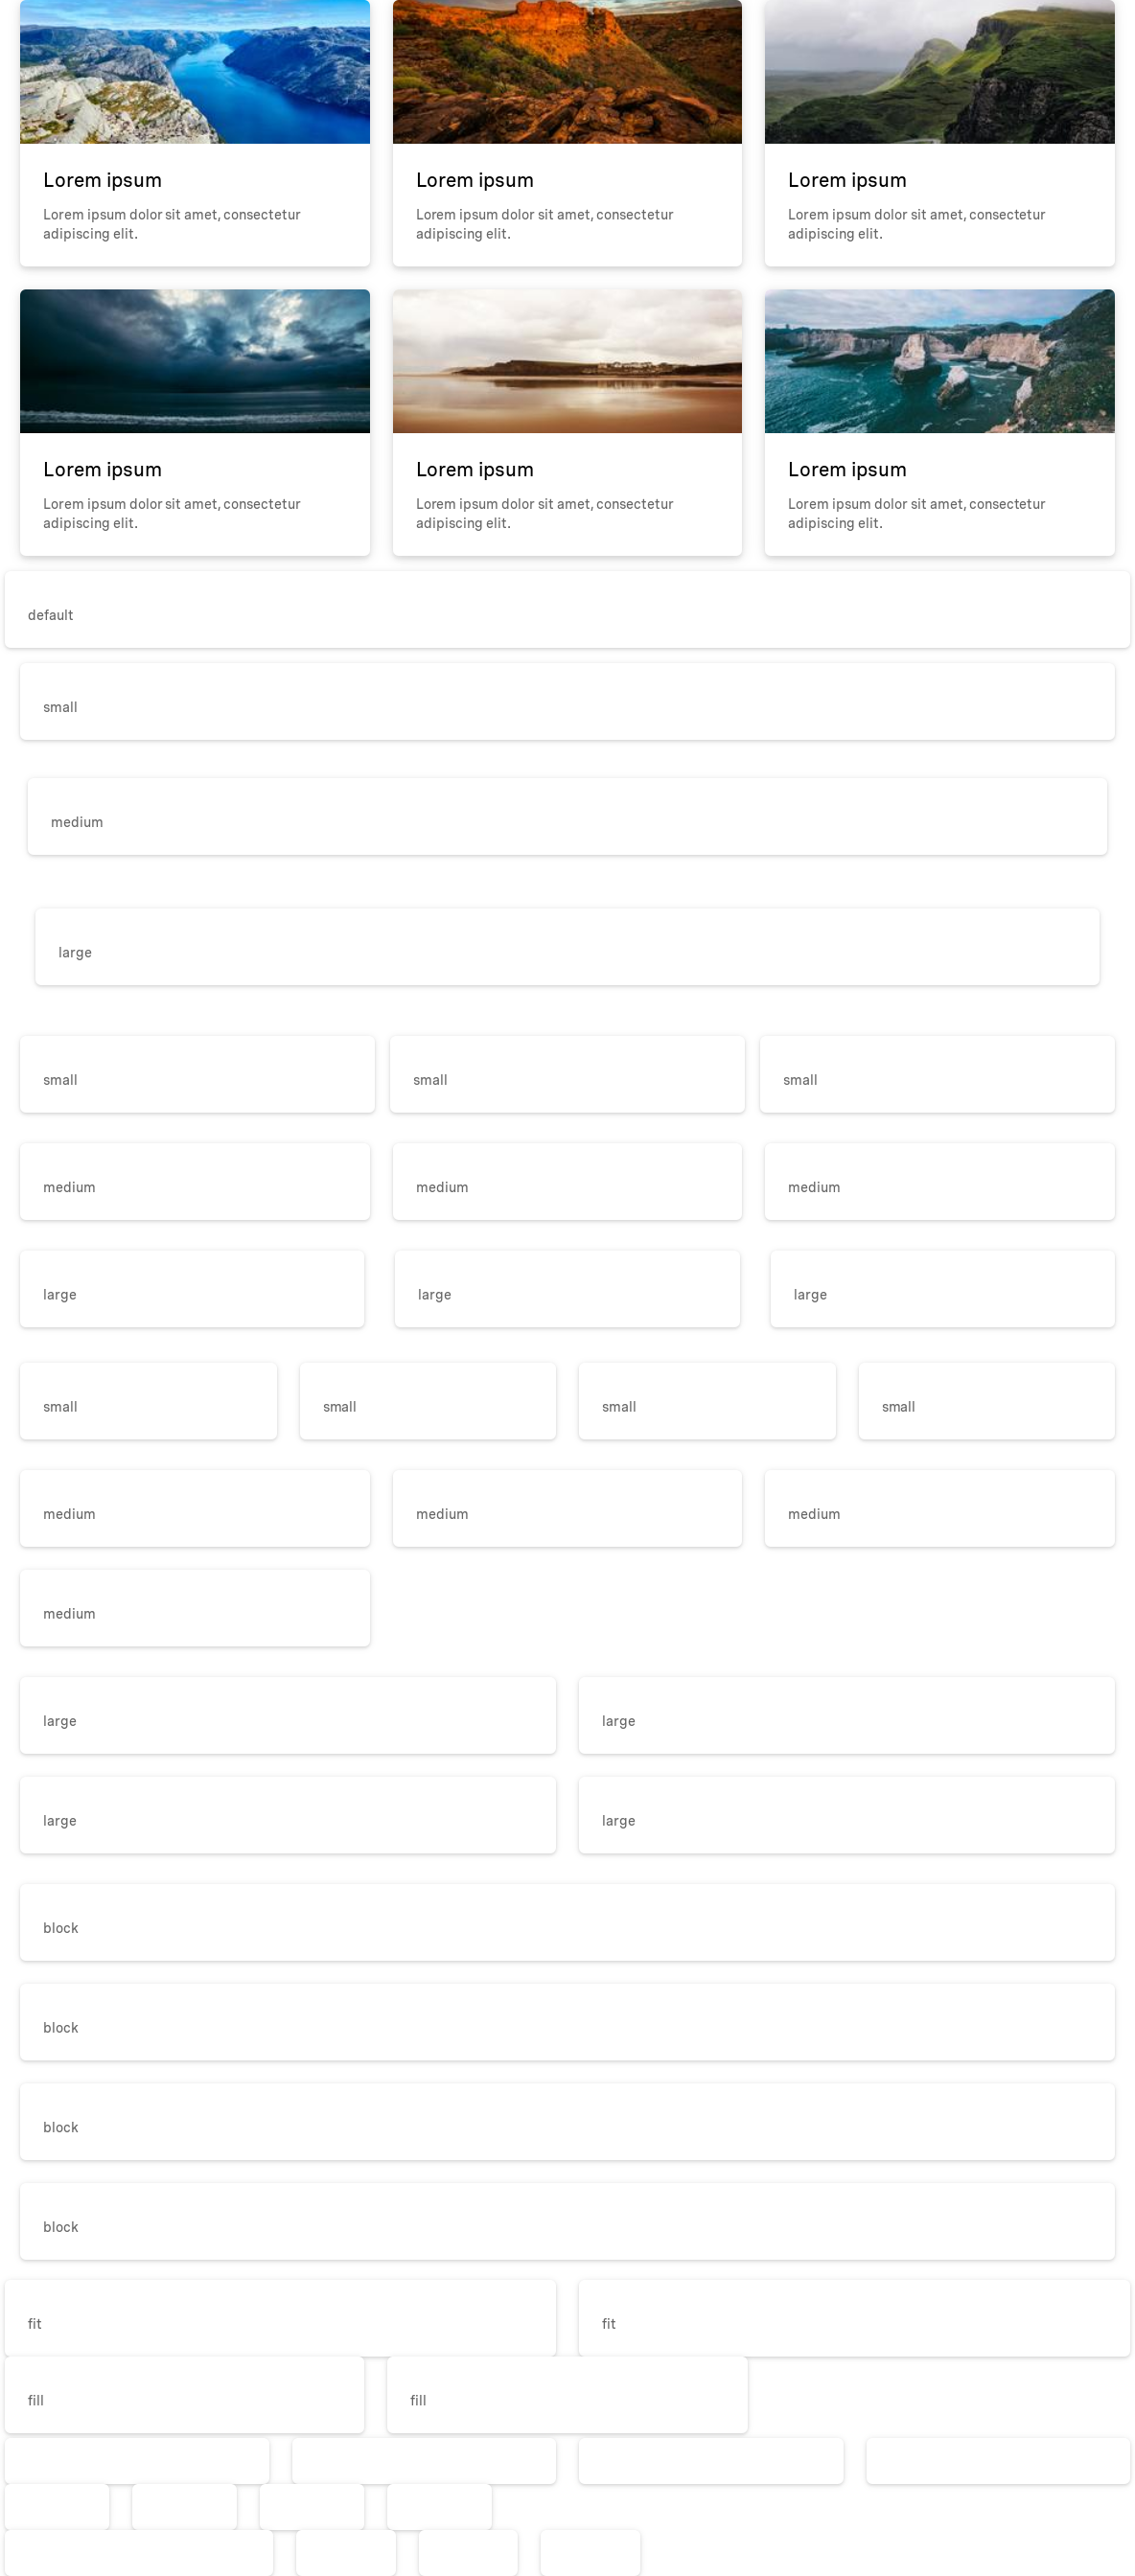 Lorem ipsum
Lorem ipsum dolor sit amet, consectetur
adipiscing elit.
Lorem ipsum
Lorem ipsum dolor sit amet, consectetur
adipiscing elit.
Lorem ipsum
Lorem ipsum dolor sit amet, consectetur
adipiscing elit.
Lorem ipsum
Lorem ipsum dolor sit amet, consectetur
adipiscing elit.
Lorem ipsum
Lorem ipsum dolor sit amet, consectetur
adipiscing elit.
Lorem ipsum
Lorem ipsum dolor sit amet, consectetur
adipiscing elit.
default
small
medium
large
small
small
small
medium
medium
medium
large
large
large
small
small
small
small
medium
medium
medium
medium
large
large
large
large
block
block
block
block
fit
fit
fill
fill